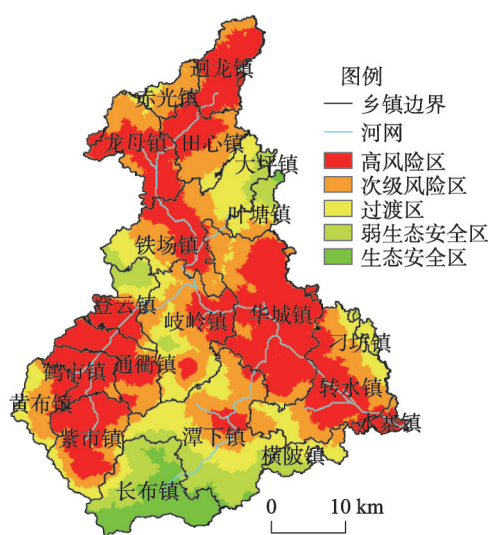 迴龙镇
赤光镇
龙母镇
田心镇
大坪镇
叶塘镇
铁场镇
登云镇
岐岭镇
华城镇
刁坊镇
鹤市镇
通衢镇
黄布镇
转水镇
紫市镇
潭下镇
水寨镇
横陂镇
长布镇
图例
乡镇边界
河网
高风险区
次级风险区
过渡区
弱生态安全区
生态安全区
0 10 km